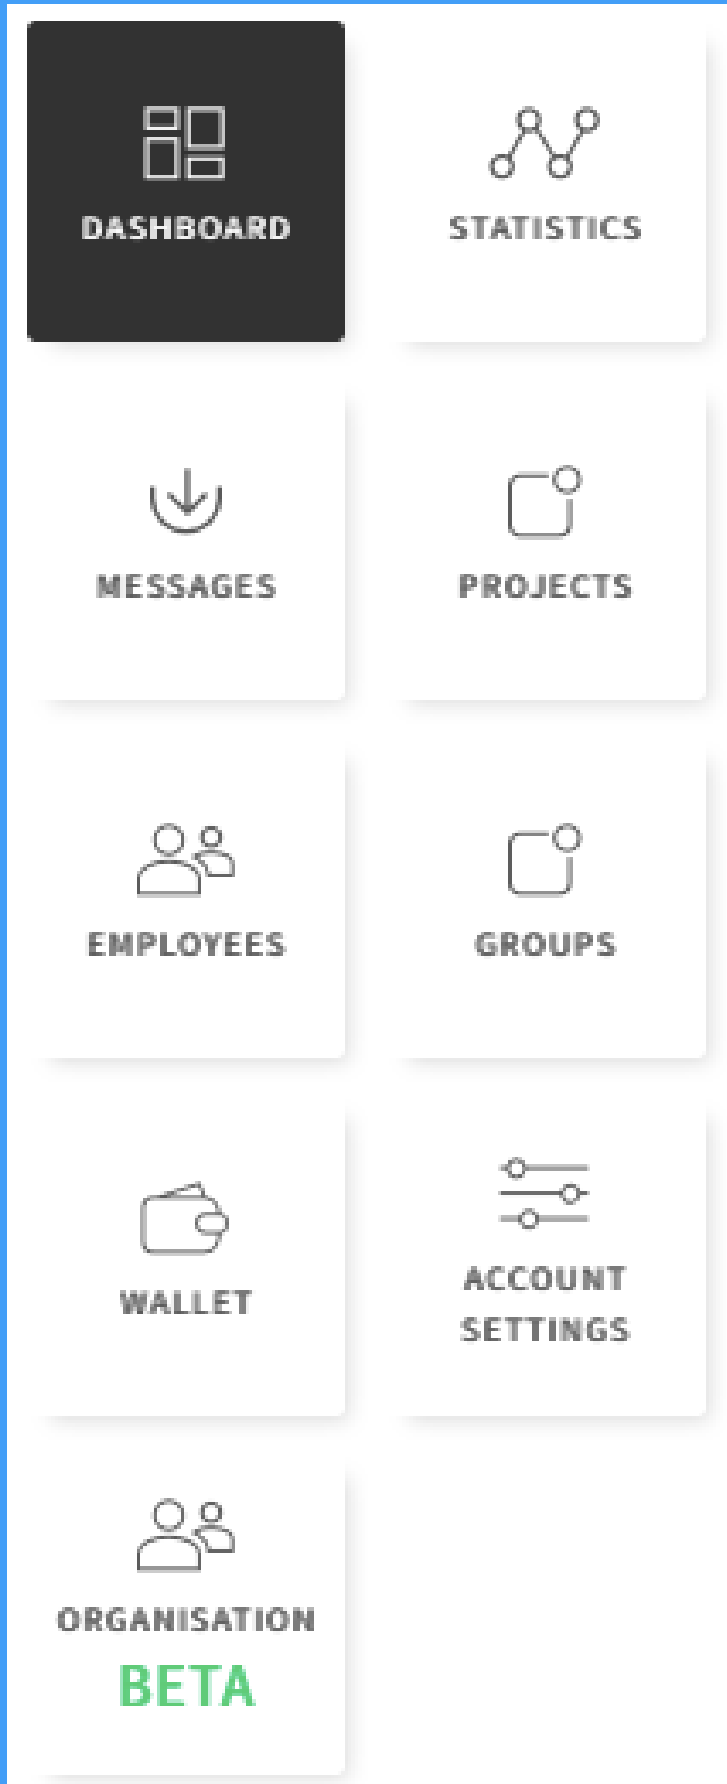 DASHBOARD
STATISTICS
MESSAGES
PROJECTS
EMPLOYEES
GROUPS
WALLET
ACCOUNT
SETTINGS
ORGANISATION
BETA